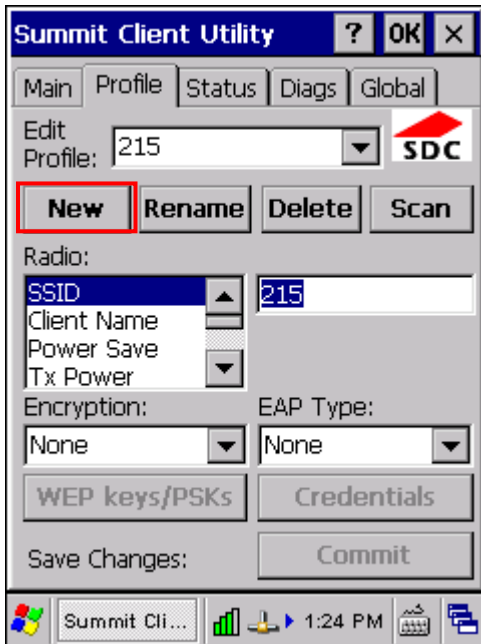 Summit Client Utility ? OK ×
Main Profile Status Diags Global
Edit
Profile: 215
SDC
New Rename Delete Scan
Radio:
SSID 215
Client Name
Power Save
Tx Power
Encryption: EAP Type:
None None
WEP keys/PSKs Credentials
Save Changes: Commit
Summit Cli... 1:24 PM